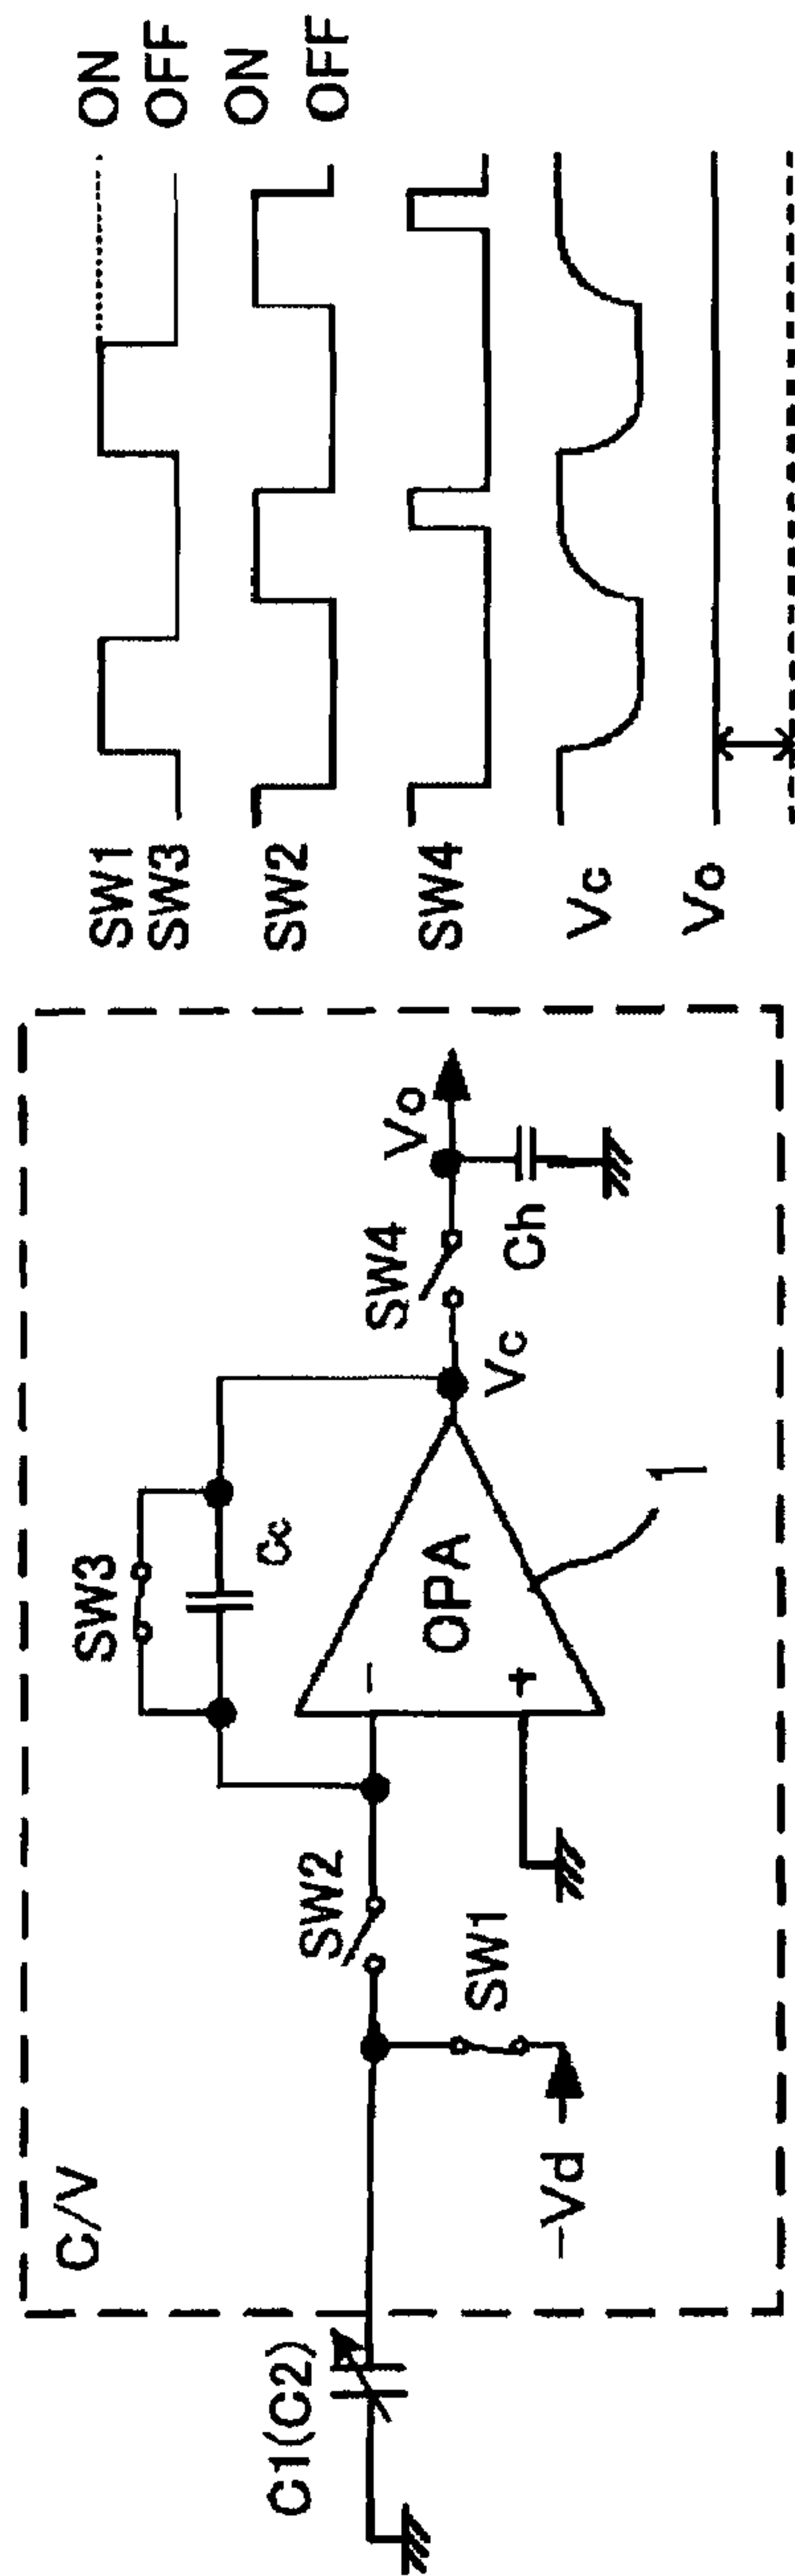 C/V
C1(C2)
SW1
-Vd
SW2
SW3
Cc
OPA
-
+
1
Vc
SW4
Vo
Ch
SW1
SW3
ON
OFF
SW2
ON
OFF
SW4
Vc
Vo